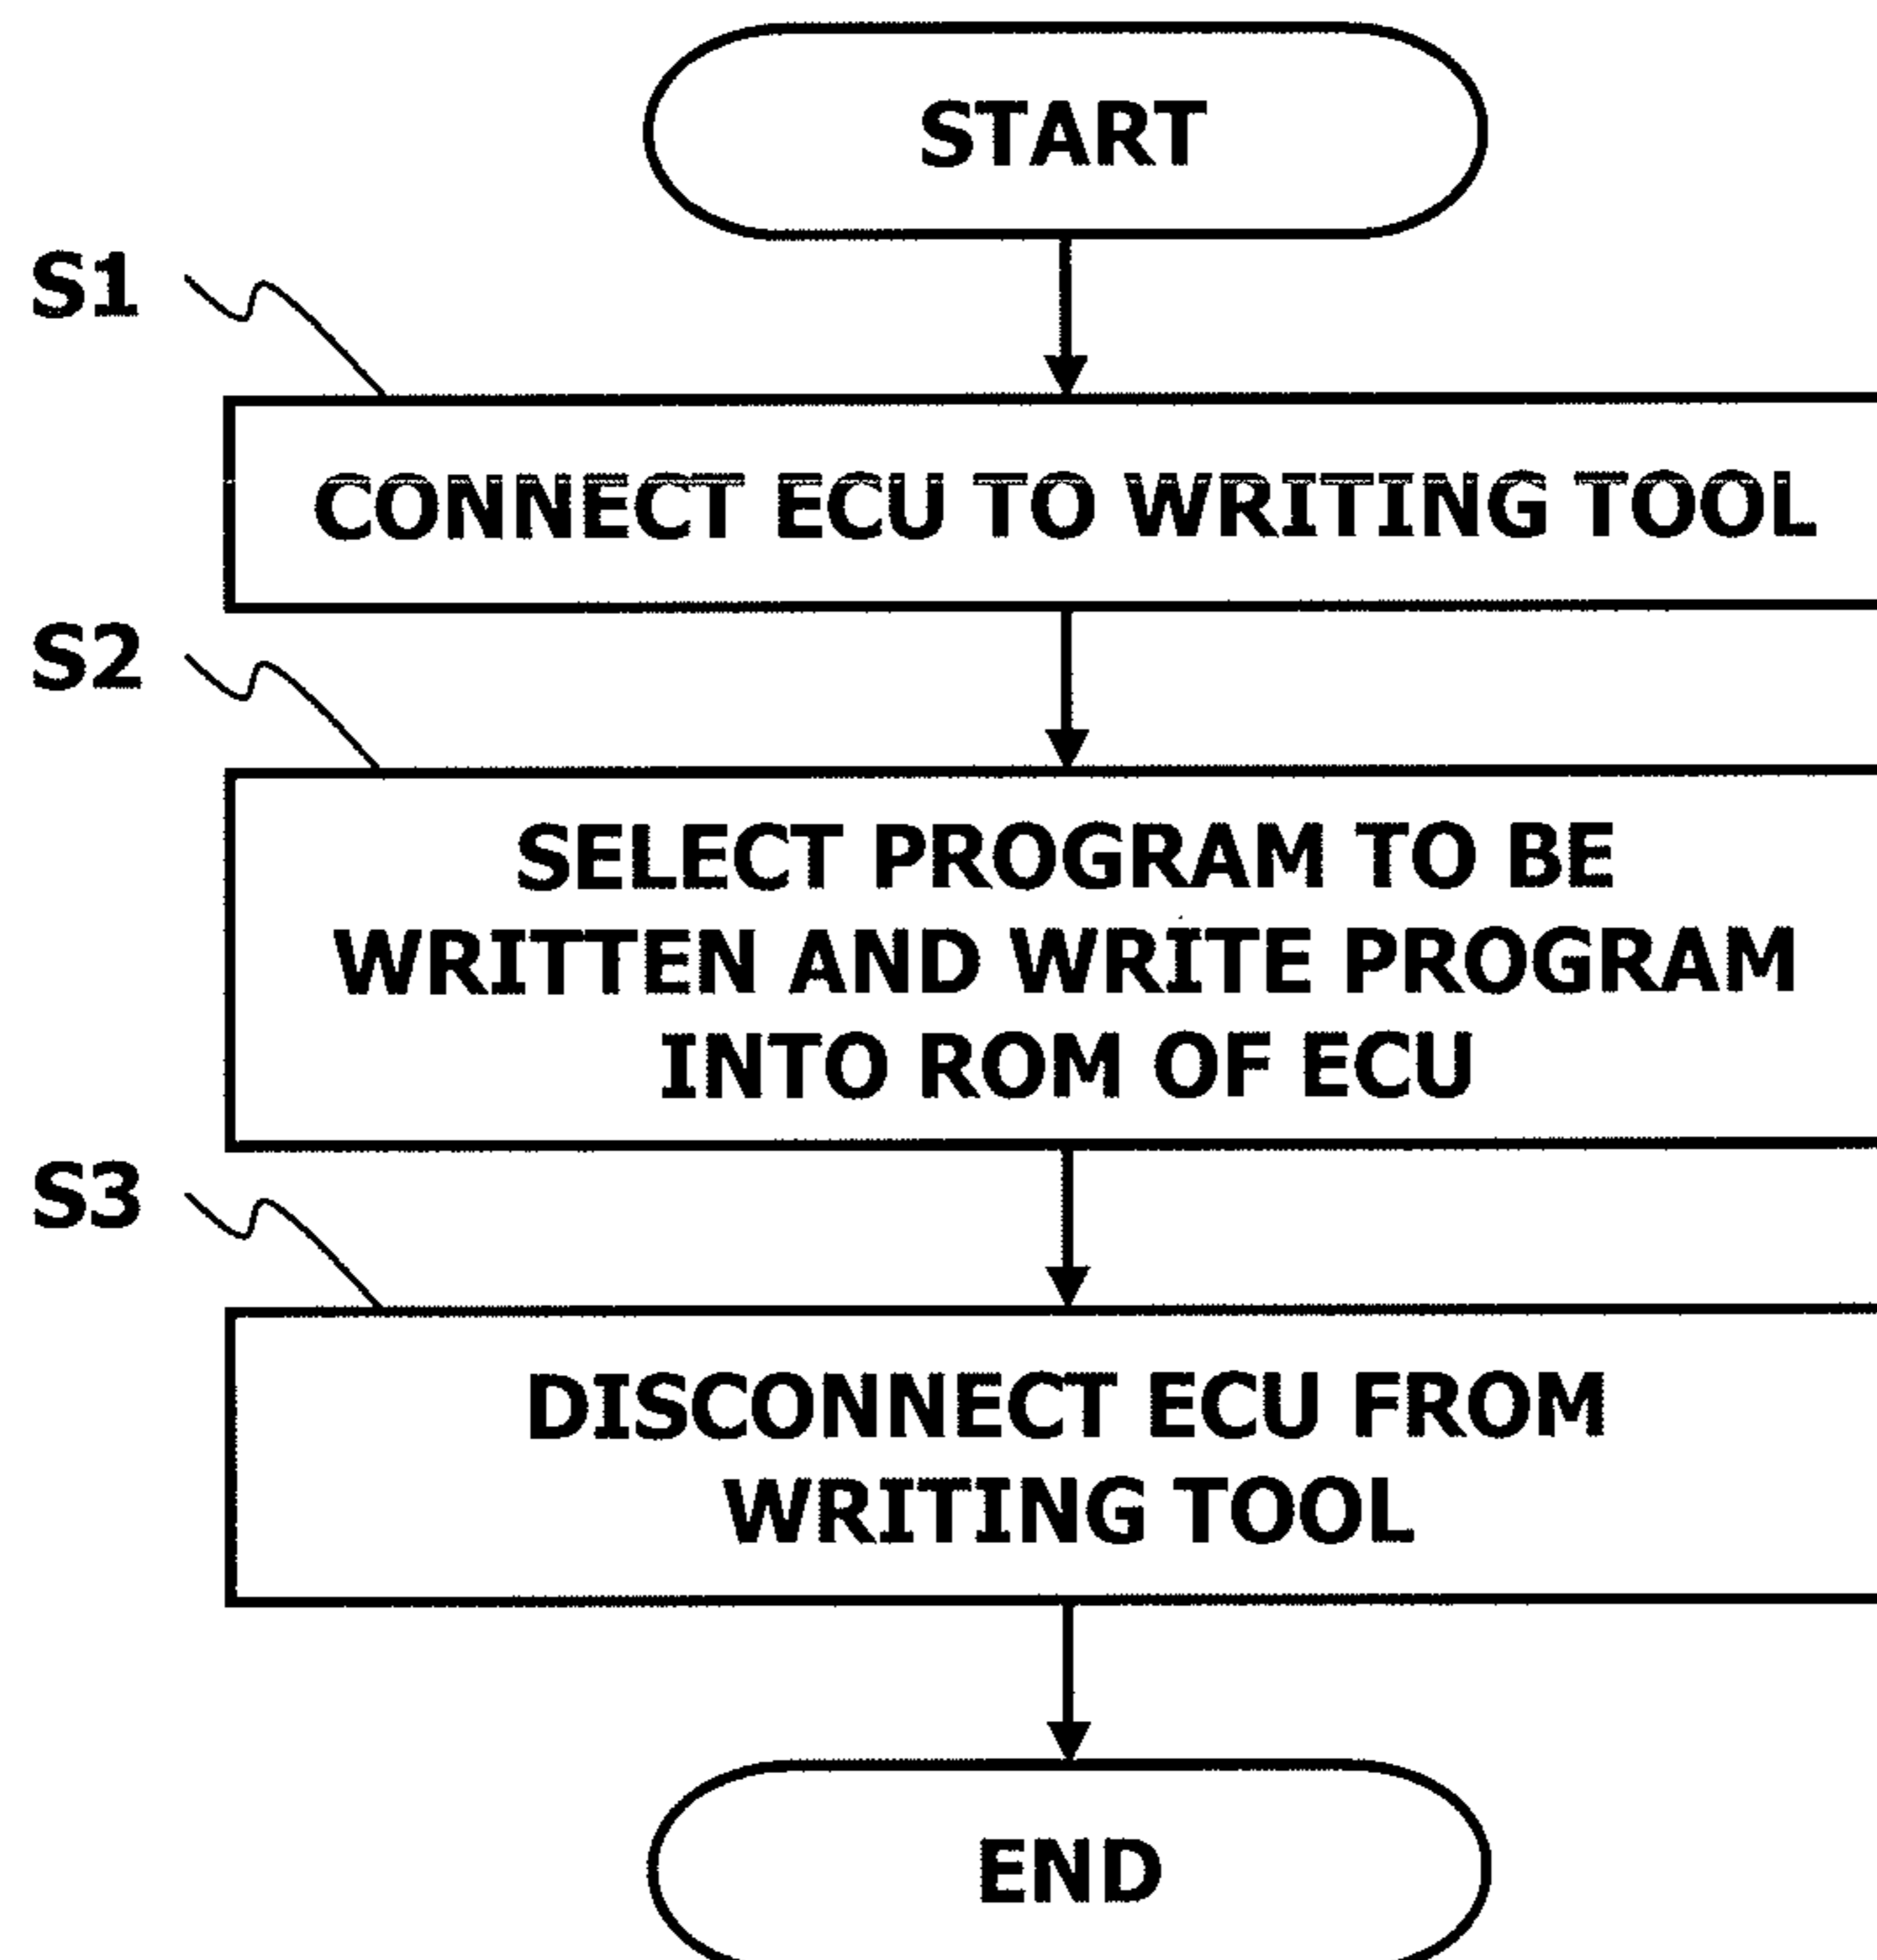 START
S1
CONNECT ECU TO WRITING TOOL
S2
SELECT PROGRAM TO BE
WRITTEN AND WRITE PROGRAM
INTO ROM OF ECU
S3
DISCONNECT ECU FROM
WRITING TOOL
END